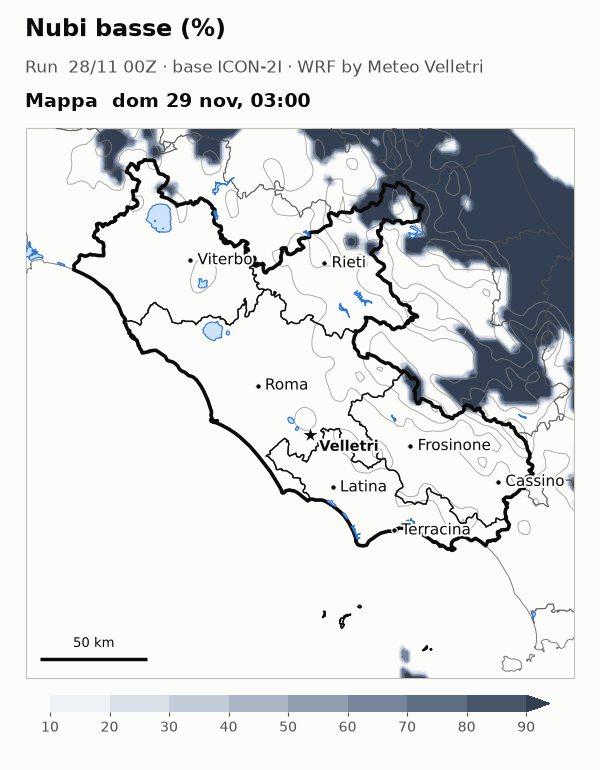 Nubi basse (%)
Run  28/11 00Z · base ICON-2I · WRF by Meteo Velletri
Mappa  dom 29 nov, 03:00
Viterbo
Rieti
Roma
Velletri
Frosinone
Latina
Cassino
Terracina
50 km
10 20 30 40 50 60 70 80 90